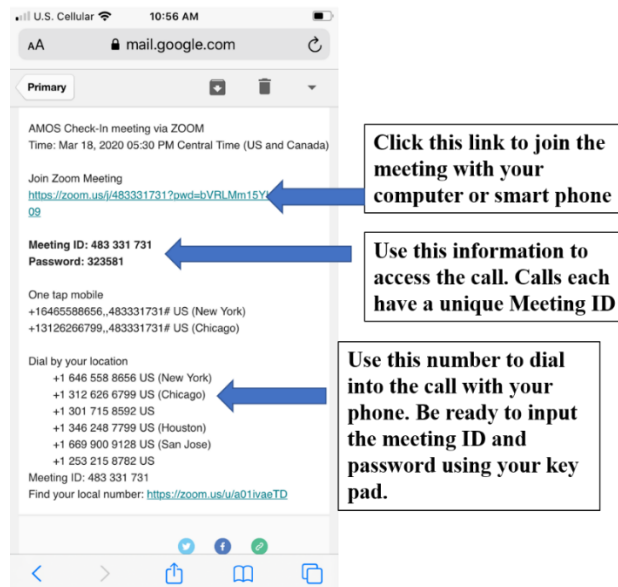 U.S. Cellular 10:56 AM
AA mail.google.com
Primary
AMOS Check-In meeting via ZOOM
Time: Mar 18, 2020 05:30 PM Central Time (US and Canada)
Join Zoom Meeting
https://zoom.us/j/483331731?pwd=bVRLMm15Y
09
Meeting ID: 483 331 731
Password: 323581
One tap mobile
+16465588656,,483331731# US (New York)
+13126266799,,483331731# US (Chicago)
Dial by your location
+1 646 558 8656 US (New York)
+1 312 626 6799 US (Chicago)
+1 301 715 8592 US
+1 346 248 7799 US (Houston)
+1 669 900 9128 US (San Jose)
+1 253 215 8782 US
Meeting ID: 483 331 731
Find your local number: https://zoom.us/u/a01ivaeTD
Click this link to join the
meeting with your
computer or smart phone
Use this information to
access the call. Calls each
have a unique Meeting ID
Use this number to dial
into the call with your
phone. Be ready to input
the meeting ID and
password using your key
pad.